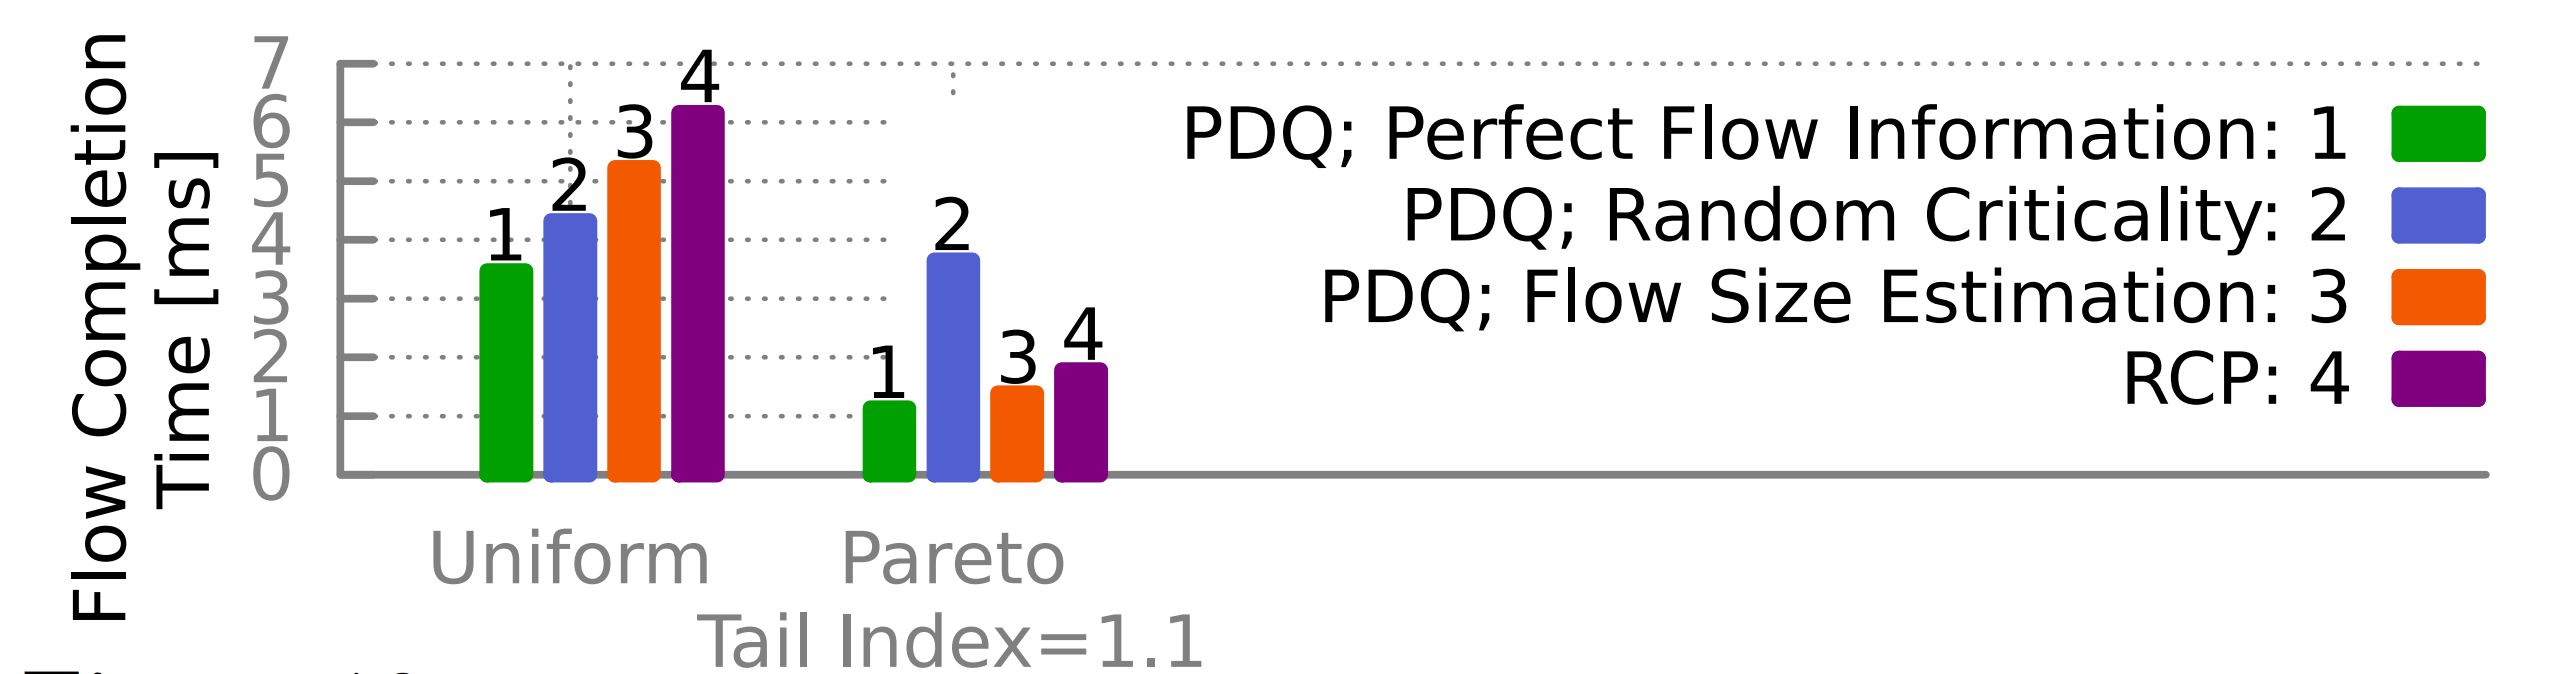 Flow Completion
Time [ms]
7
6
5
4
3
2
1
0
1
2
3
4
1
2
3
4
PDQ; Perfect Flow Information: 1
PDQ; Random Criticality: 2
PDQ; Flow Size Estimation: 3
RCP: 4
Uniform
Pareto
Tail Index=1.1